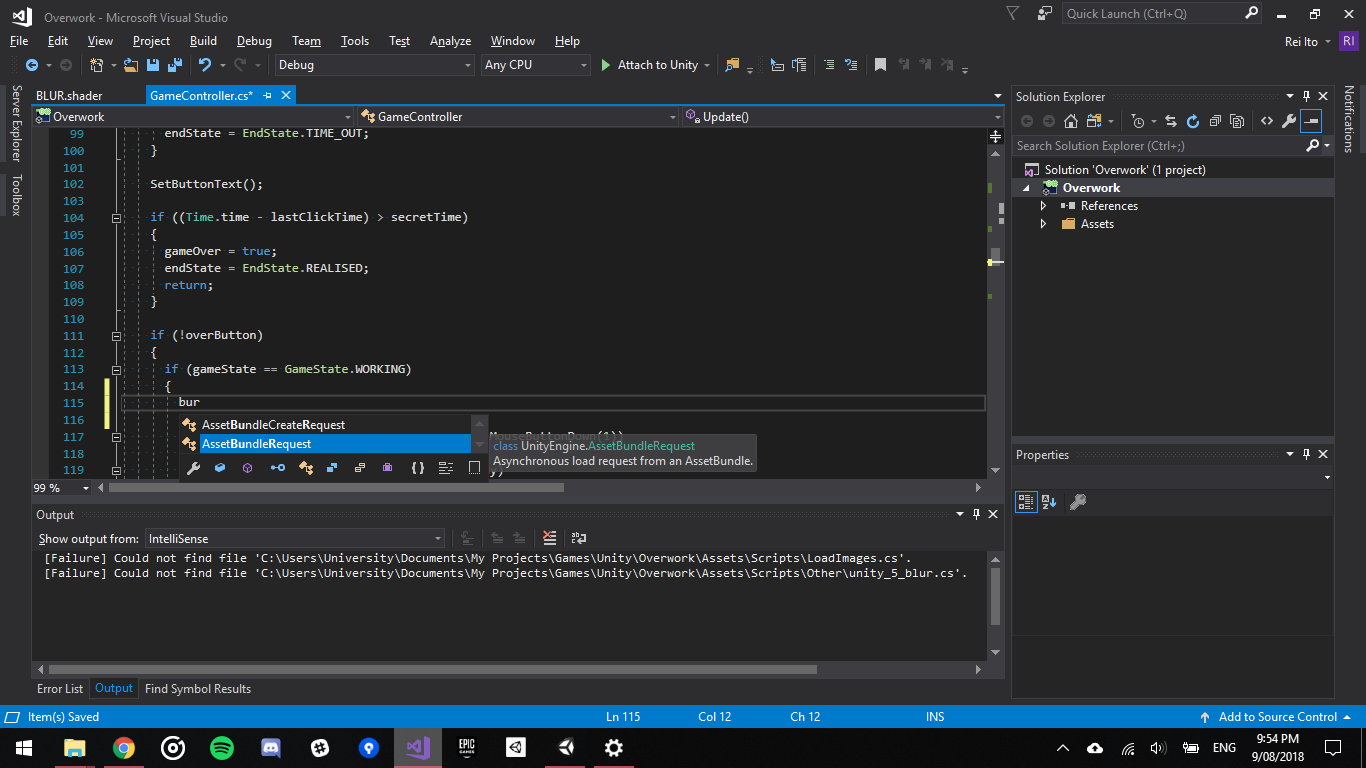 Overwork - Microsoft Visual Studio
Quick Launch (Ctrl+Q)
File Edit View Project Build Debug Team Tools Test Analyze Window Help
Rei Ito RI
Debug Any CPU Attach to Unity
Server Explorer
Toolbox
BLUR.shader GameController.cs*
Overwork GameController Update()
99 endState = EndState.TIME_OUT;
100 }
101
102 SetButtonText();
103
104 if ((Time.time - lastClickTime) > secretTime)
105 {
106 gameOver = true;
107 endState = EndState.REALISED;
108 return;
109 }
110
111 if (!overButton)
112 {
113 if (gameState == GameState.WORKING)
114 {
115 bur
116
117
118
119
AssetBundleCreateRequest
AssetBundleRequest
MouseButtonDown(1))
class UnityEngine.AssetBundleRequest
Asynchronous load request from an AssetBundle.
y)
99 %
Output
Show output from: IntelliSense
[Failure] Could not find file 'C:\Users\University\Documents\My Projects\Games\Unity\Overwork\Assets\Scripts\LoadImages.cs'.
[Failure] Could not find file 'C:\Users\University\Documents\My Projects\Games\Unity\Overwork\Assets\Scripts\Other\unity_5_blur.cs'.
Error List Output Find Symbol Results
Solution Explorer
Search Solution Explorer (Ctrl+;)
Solution 'Overwork' (1 project)
Overwork
References
Assets
Properties
Notifications
Item(s) Saved Ln 115 Col 12 Ch 12 INS Add to Source Control
EPIC
GAMES
ENG
9:54 PM
9/08/2018